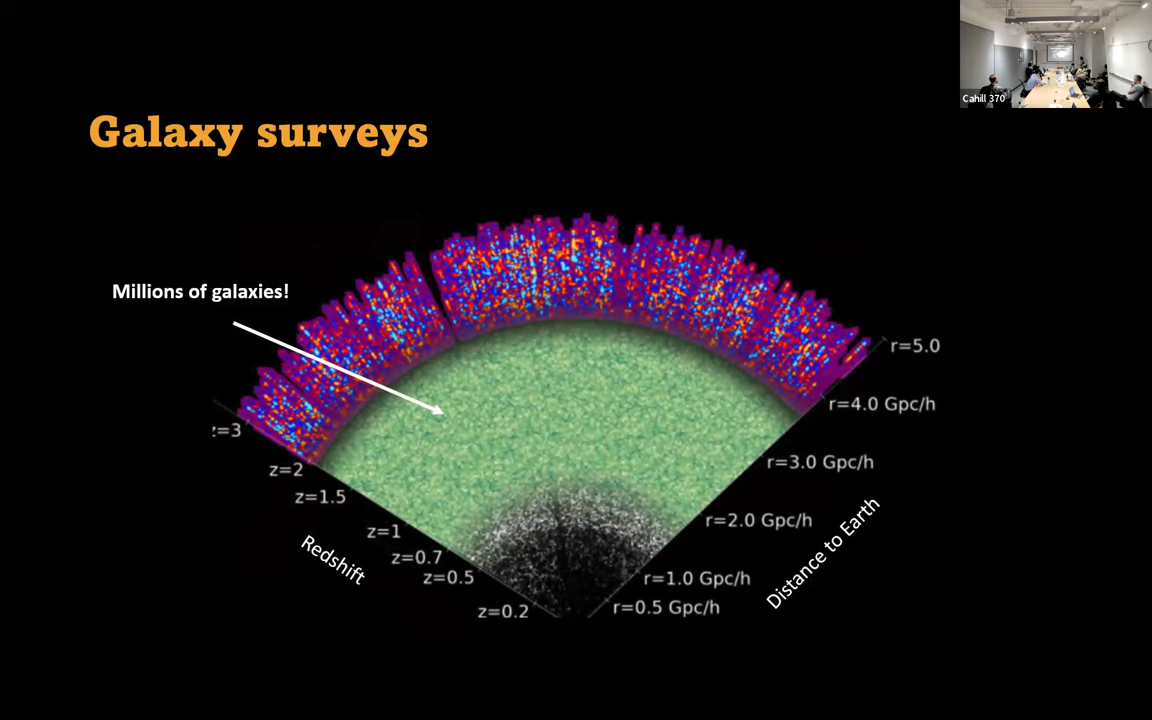 Cahill 370
Galaxy surveys
Millions of galaxies!
r=5.0
r=4.0 Gpc/h
z=3
r=3.0 Gpc/h
z=2
z=1.5
r=2.0 Gpc/h
z=1
z=0.7
z=0.5
r=1.0 Gpc/h
z=0.2
r=0.5 Gpc/h
Redshift
Distance to Earth